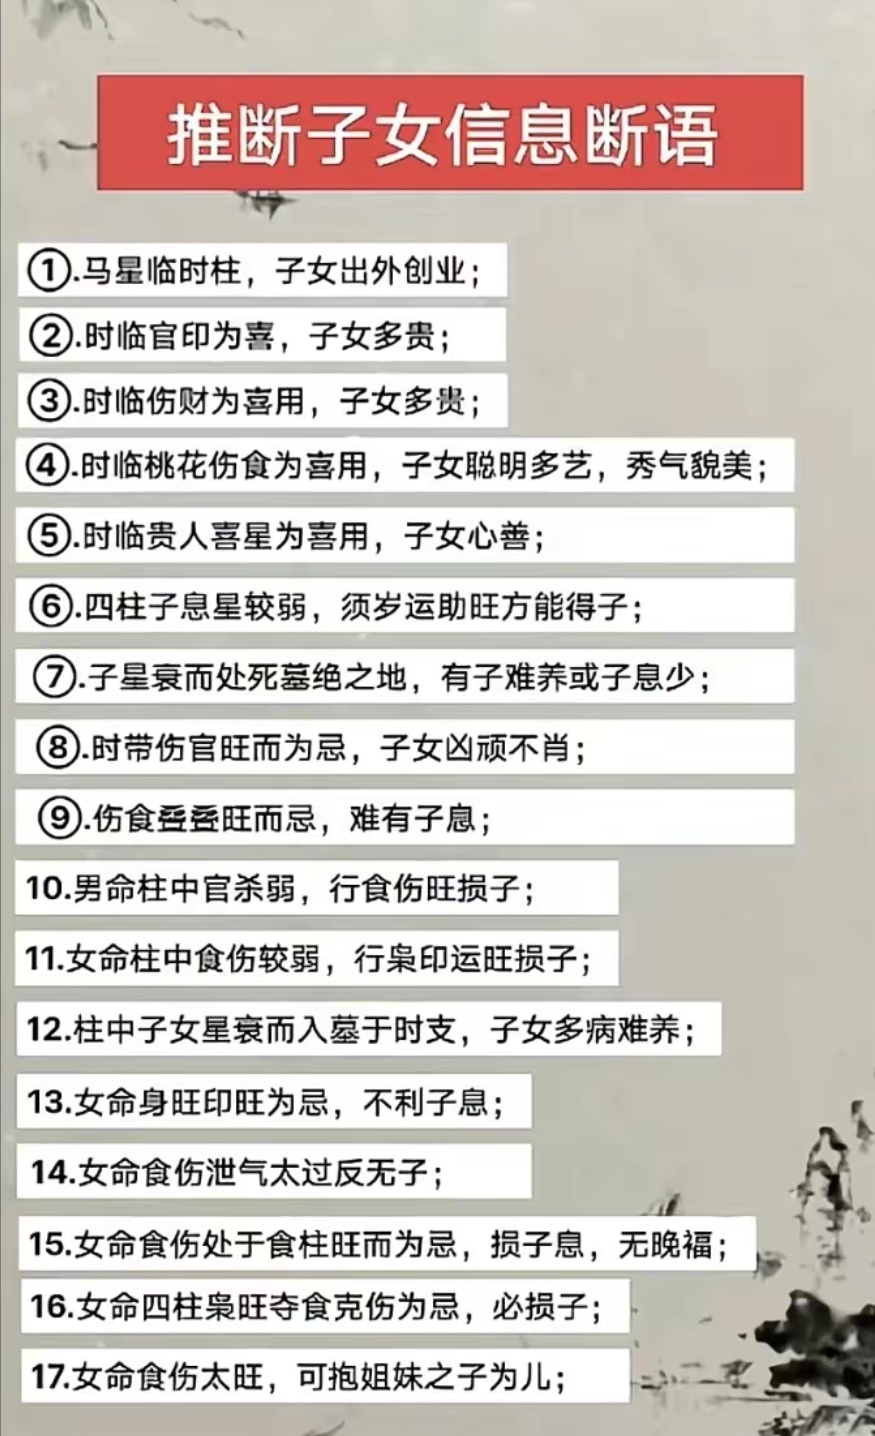 推断子女信息断语
①.马星临时柱，子女出外创业；
②.时临官印为喜，子女多贵；
③.时临伤财为喜用，子女多贵；
④.时临桃花伤食为喜用，子女聪明多艺，秀气貌美；
⑤.时临贵人喜星为喜用，子女心善；
⑥.四柱子息星较弱，须岁运助旺方能得子；
⑦.子星衰而处死墓绝之地，有子难养或子息少；
⑧.时带伤官旺而为忌，子女凶顽不肖；
⑨.伤食叠叠旺而忌，难有子息；
10.男命柱中官杀弱，行食伤旺损子；
11.女命柱中食伤较弱，行枭印运旺损子；
12.柱中子女星衰而入墓于时支，子女多病难养；
13.女命身旺印旺为忌，不利子息；
14.女命食伤泄气太过反无子；
15.女命食伤处于食柱旺而为忌，损子息，无晚福；
16.女命四柱枭旺夺食克伤为忌，必损子；
17.女命食伤太旺，可抱姐妹之子为儿；